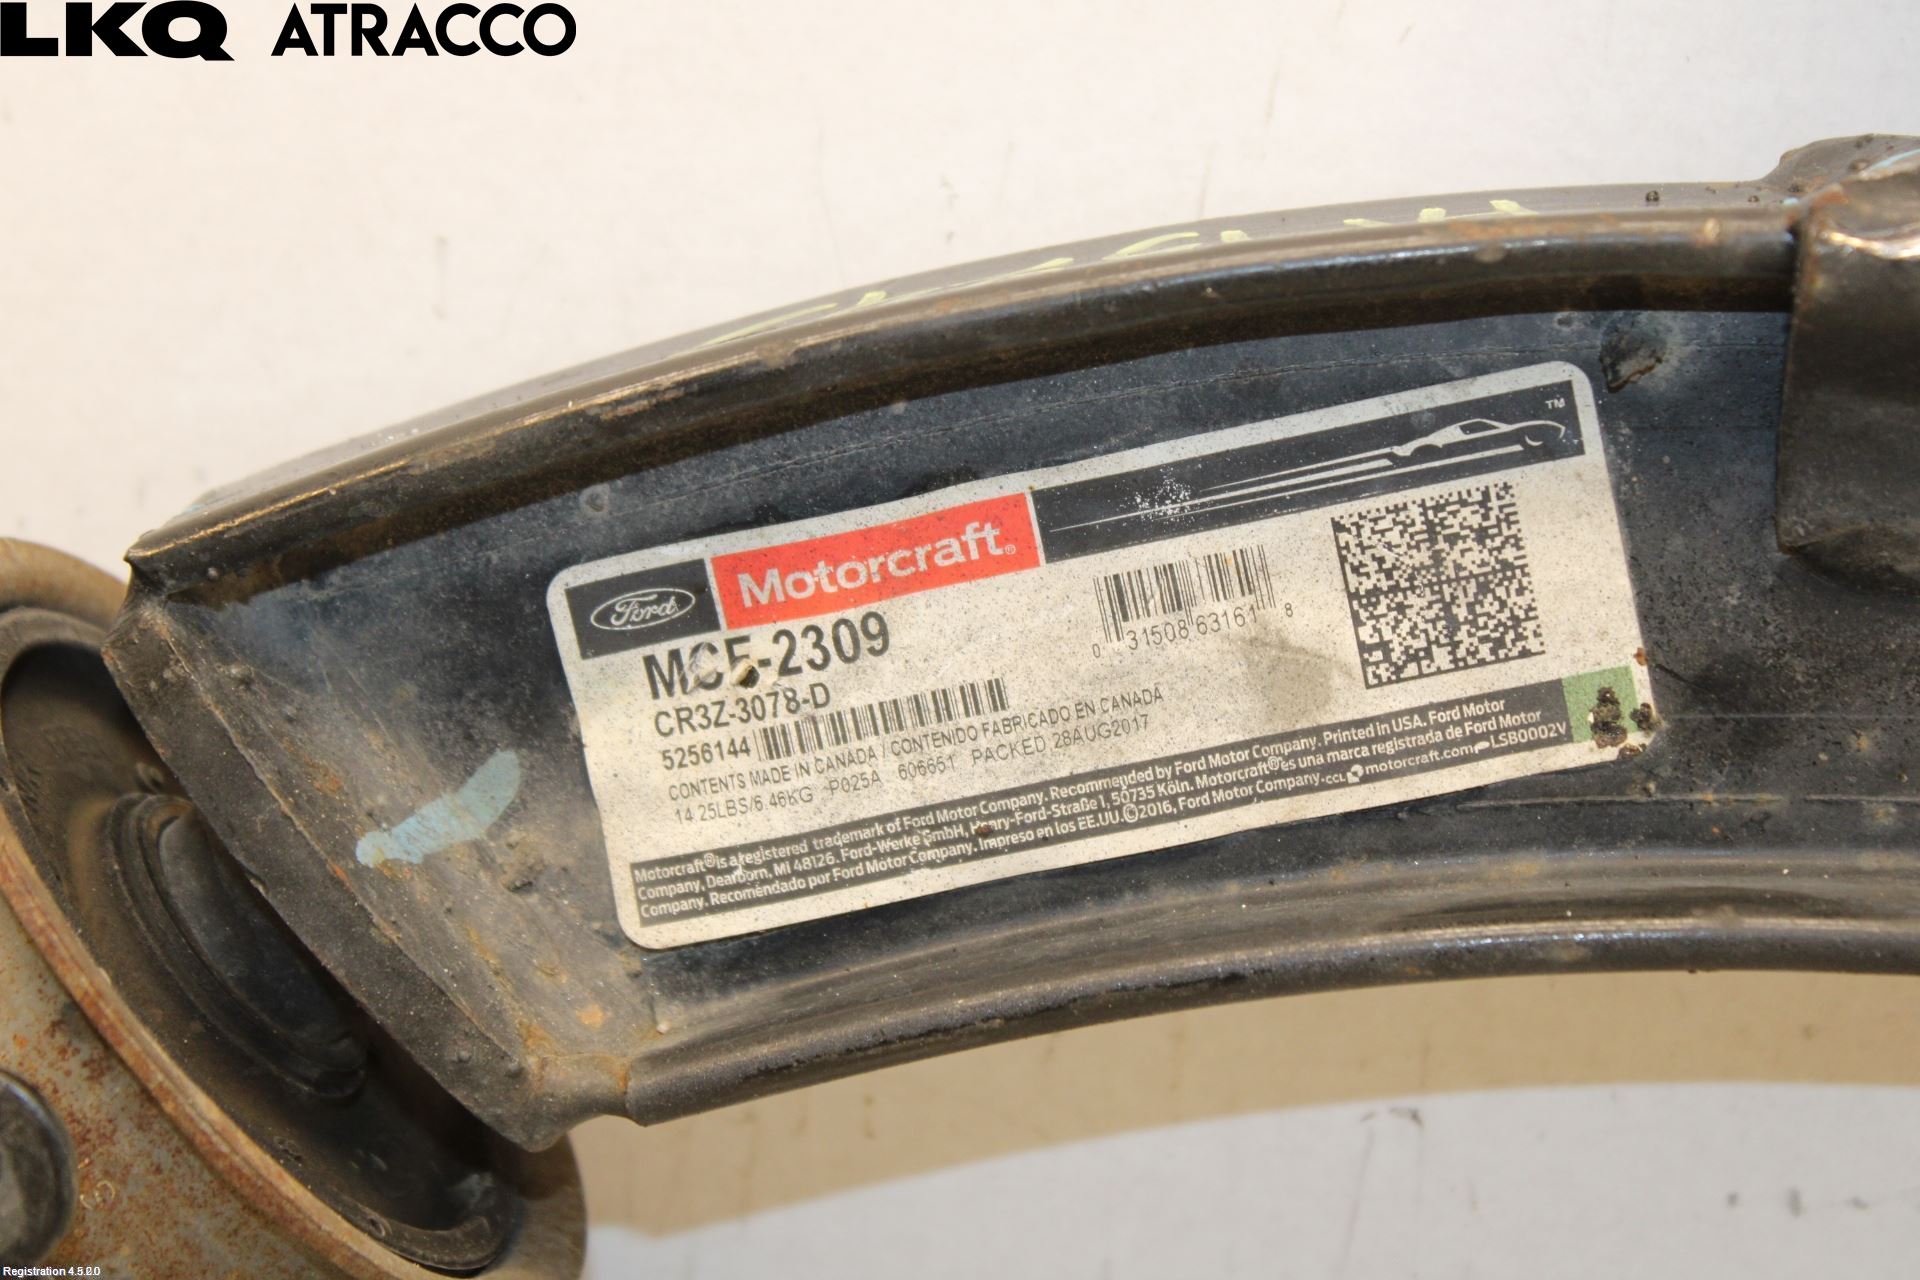 LKQ ATRACCO
TM
Ford
Motorcraft®
MCF-2309
CR3Z-3078-D
5256144
0 31508 63161 8
CONTENTS MADE IN CANADA / CONTENIDO FABRICADO EN CANADA
14.25LBS/6.46KG P025A 606651 PACKED 28AUG2017
Motorcraft® is a registered trademark of Ford Motor Company. Recommended by Ford Motor Company. Printed in USA. Ford Motor
Company, Dearborn, MI 48126. Ford-Werke GmbH, Henry-Ford-Straße 1, 50735 Köln. Motorcraft® es una marca registrada de Ford Motor
Company. Recomendado por Ford Motor Company. Impreso en los EE.UU. ©2016, Ford Motor Company. CCL motorcraft.com LSB0002V
Registration 4.5.0.0